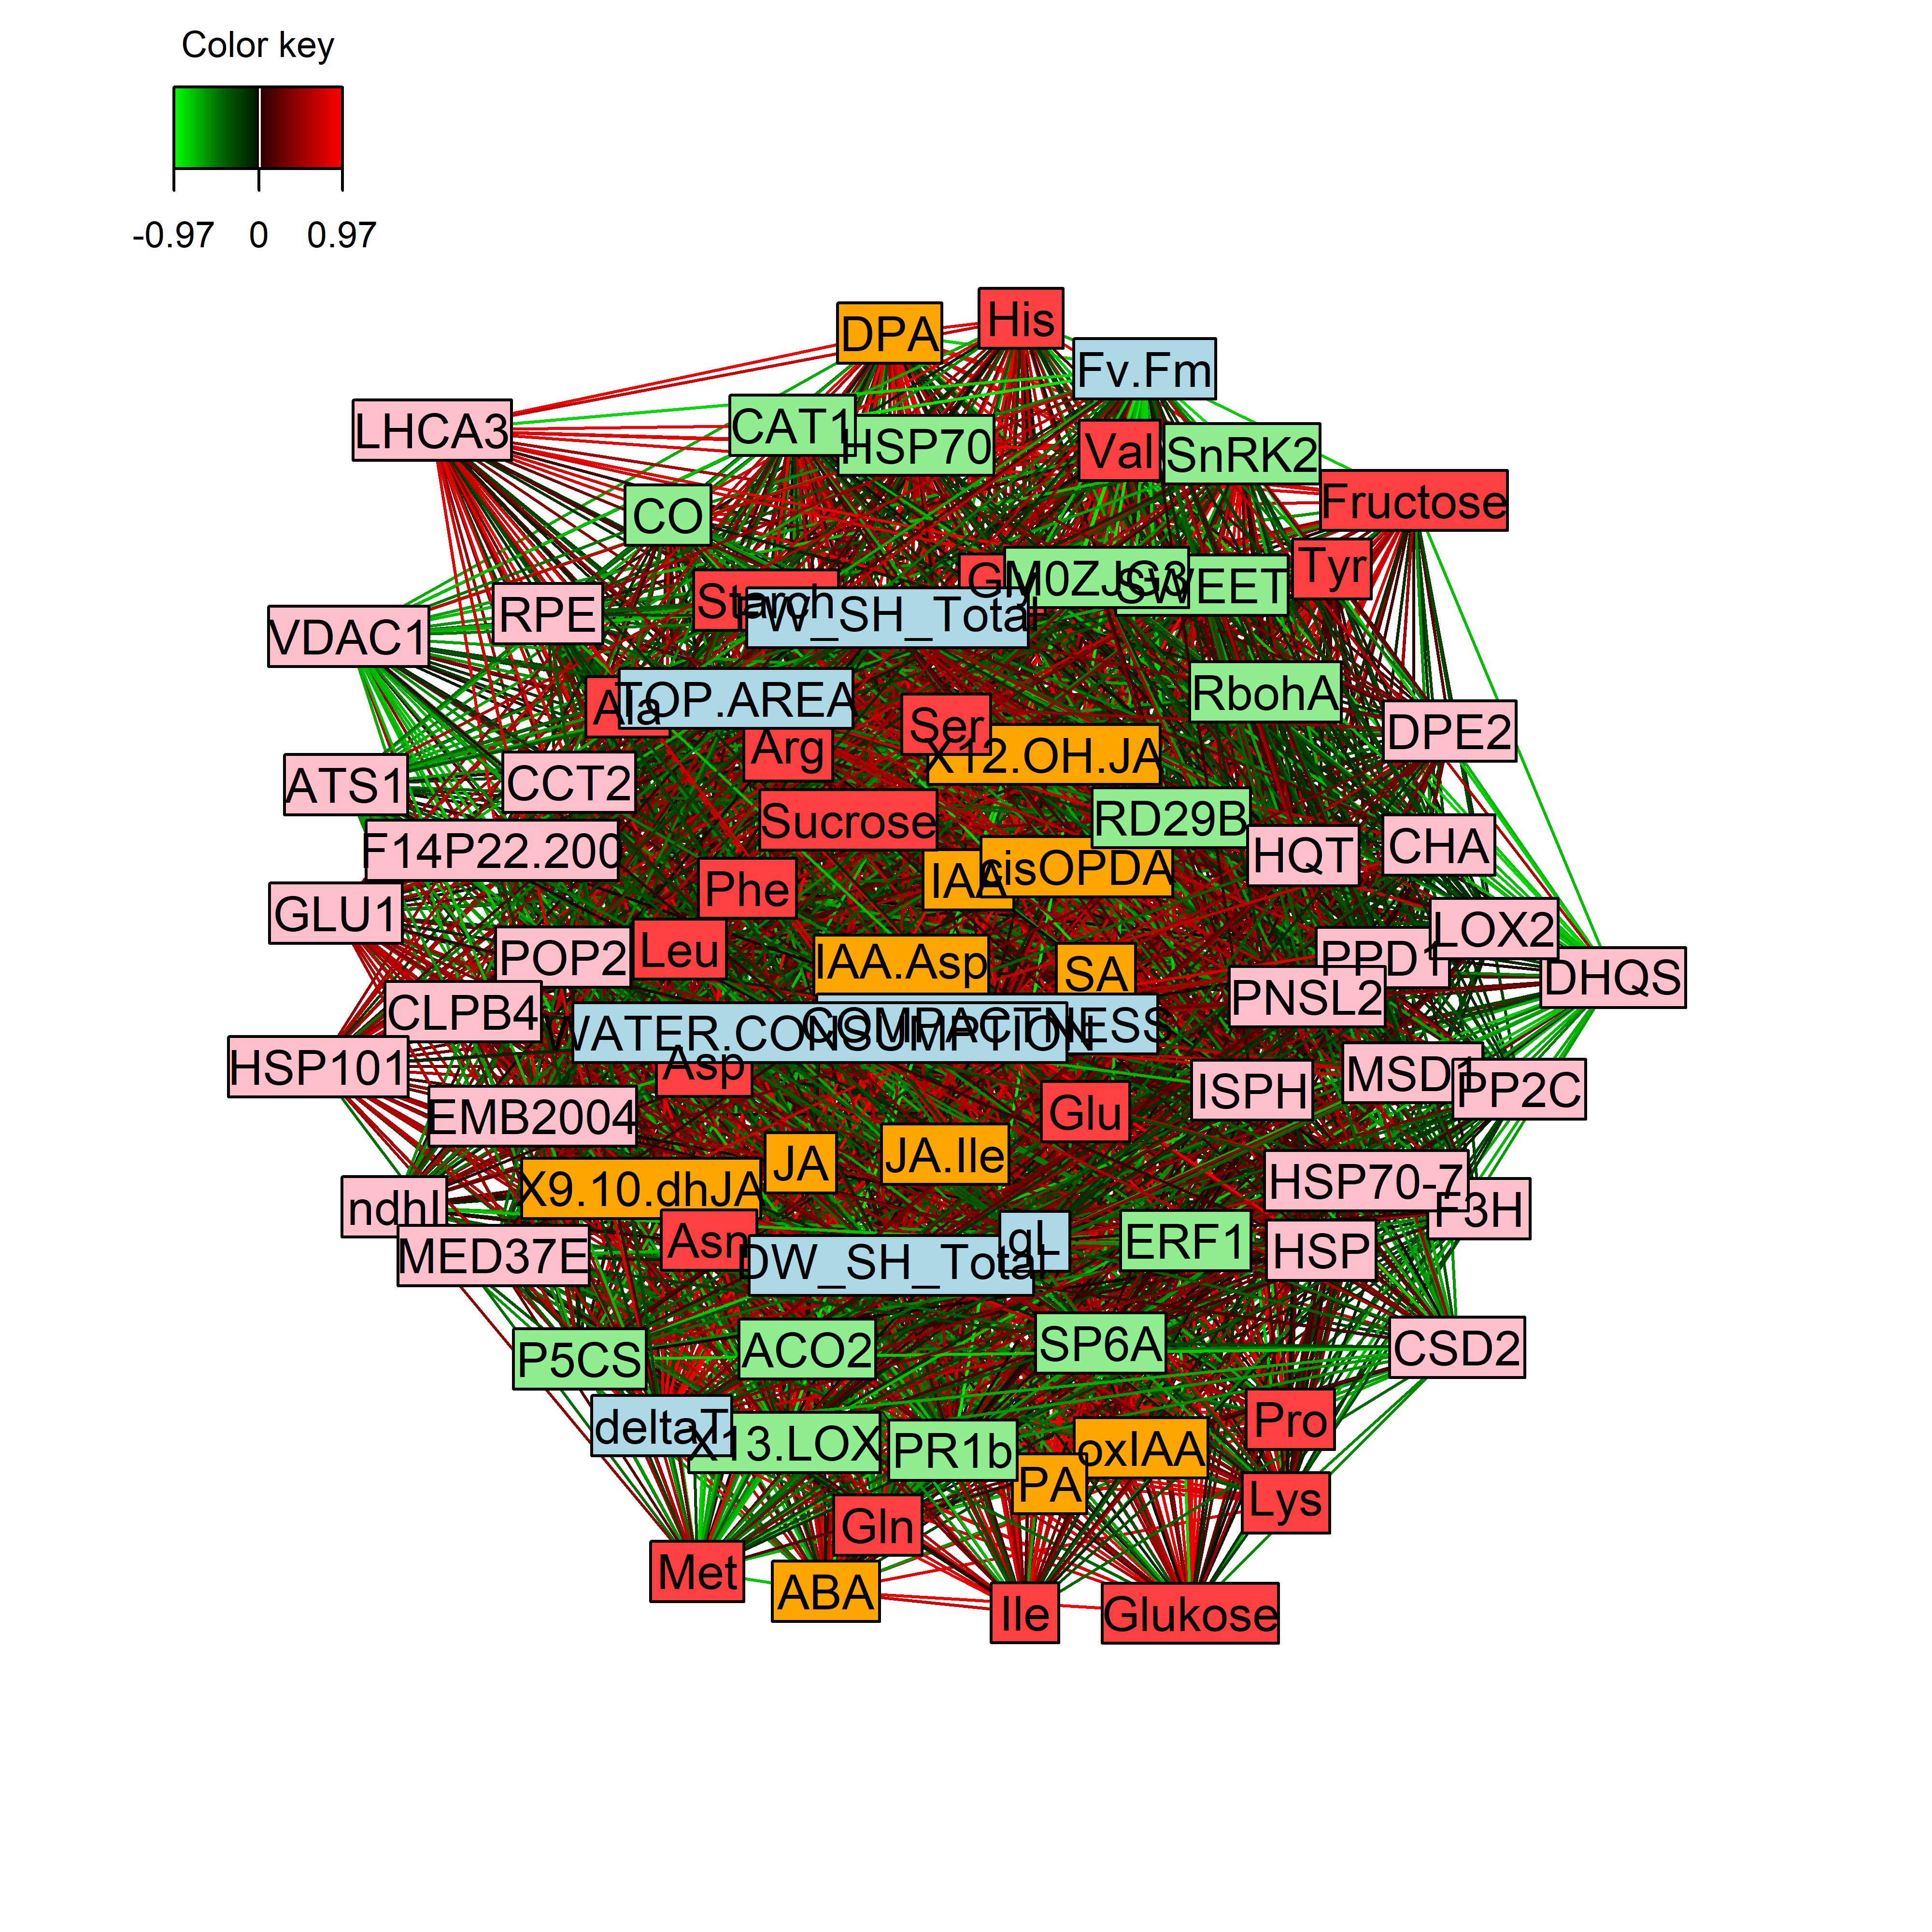 Color key
-0.97 0 0.97
His
DPA
Fv.Fm
LHCA3
CAT1
HSP70
Val
SnRK2
Fructose
CO
Tyr
Starch
M0ZJG3
SWEET
RPE
_SH_Total
VDAC1
RbohA
Ala
TOP.AREA
Ser
DPE2
Arg
X12.OH.JA
ATS1
CCT2
Sucrose
RD29B
F14P22.200
HQT
CHA
IAA
cisOPDA
Phe
GLU1
LOX2
POP2
Leu
IAA.Asp
SA
PPD1
DHQS
CLPB4
PNSL2
WATER.CONSUMPTION
COMPACTNESS
HSP101
Asp
MSD1
PP2C
ISPH
EMB2004
Glu
JA
JA.Ile
X9.10.dhJA
HSP70-7
F3H
ndhI
Asn
qL
ERF1
HSP
MED37E
DW_SH_Total
P5CS
ACO2
SP6A
CSD2
deltaT
X13.LOX
PR1b
oxIAA
Pro
PA
Lys
Gln
Met
ABA
Ile
Glukose